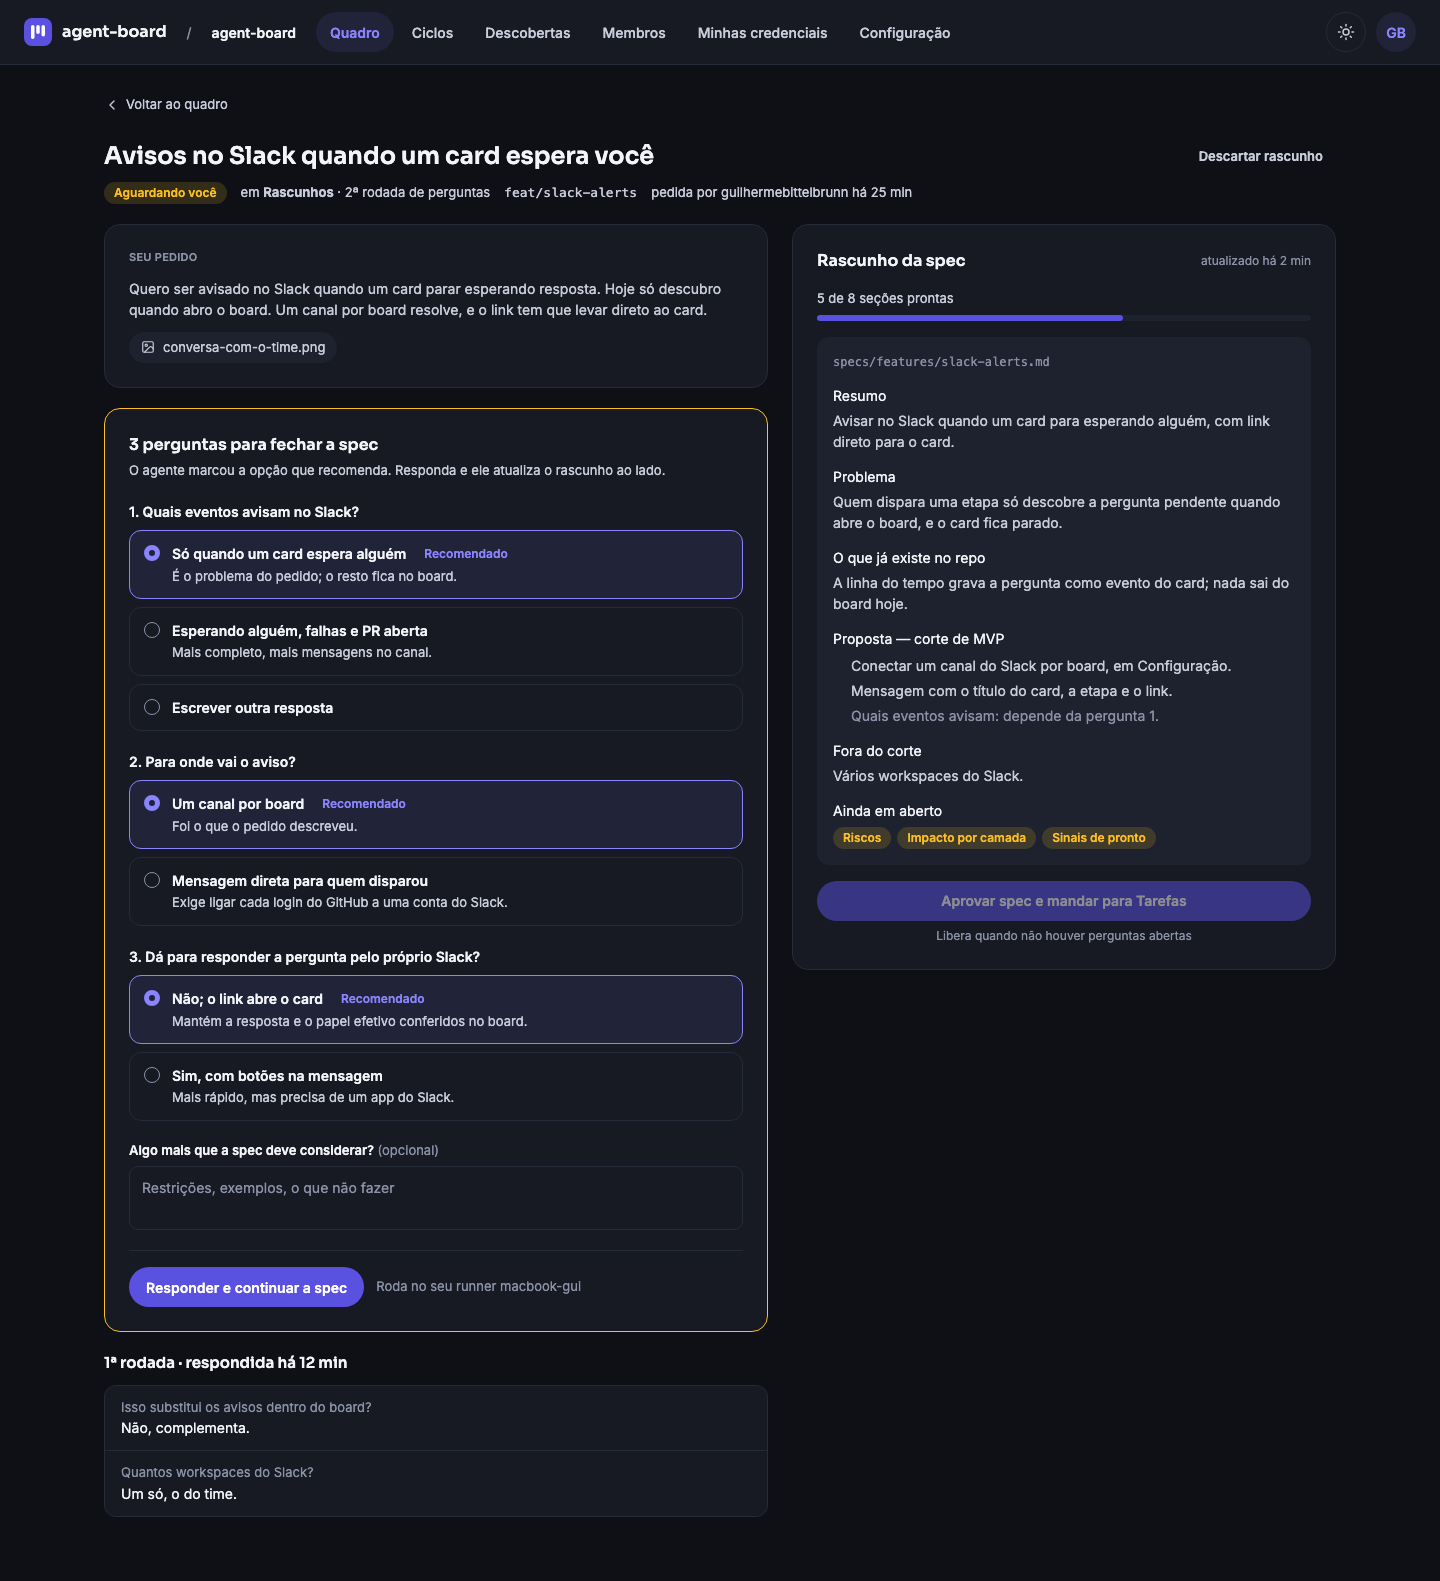 agent-board / agent-board Quadro Ciclos Descobertas Membros Minhas credenciais Configuração GB
Voltar ao quadro
Avisos no Slack quando um card espera você
Descartar rascunho
Aguardando você em Rascunhos · 2ª rodada de perguntas feat/slack-alerts pedida por guilhermebittelbrunn há 25 min
SEU PEDIDO
Quero ser avisado no Slack quando um card parar esperando resposta. Hoje só descubro
quando abro o board. Um canal por board resolve, e o link tem que levar direto ao card.
conversa-com-o-time.png
3 perguntas para fechar a spec
O agente marcou a opção que recomenda. Responda e ele atualiza o rascunho ao lado.
1. Quais eventos avisam no Slack?
Só quando um card espera alguém Recomendado
É o problema do pedido; o resto fica no board.
Esperando alguém, falhas e PR aberta
Mais completo, mais mensagens no canal.
Escrever outra resposta
2. Para onde vai o aviso?
Um canal por board Recomendado
Foi o que o pedido descreveu.
Mensagem direta para quem disparou
Exige ligar cada login do GitHub a uma conta do Slack.
3. Dá para responder a pergunta pelo próprio Slack?
Não; o link abre o card Recomendado
Mantém a resposta e o papel efetivo conferidos no board.
Sim, com botões na mensagem
Mais rápido, mas precisa de um app do Slack.
Algo mais que a spec deve considerar? (opcional)
Restrições, exemplos, o que não fazer
Responder e continuar a spec Roda no seu runner macbook-gui
1ª rodada · respondida há 12 min
Isso substitui os avisos dentro do board?
Não, complementa.
Quantos workspaces do Slack?
Um só, o do time.
Rascunho da spec atualizado há 2 min
5 de 8 seções prontas
specs/features/slack-alerts.md
Resumo
Avisar no Slack quando um card para esperando alguém, com link
direto para o card.
Problema
Quem dispara uma etapa só descobre a pergunta pendente quando
abre o board, e o card fica parado.
O que já existe no repo
A linha do tempo grava a pergunta como evento do card; nada sai do
board hoje.
Proposta — corte de MVP
Conectar um canal do Slack por board, em Configuração.
Mensagem com o título do card, a etapa e o link.
Quais eventos avisam: depende da pergunta 1.
Fora do corte
Vários workspaces do Slack.
Ainda em aberto
Riscos Impacto por camada Sinais de pronto
Aprovar spec e mandar para Tarefas
Libera quando não houver perguntas abertas